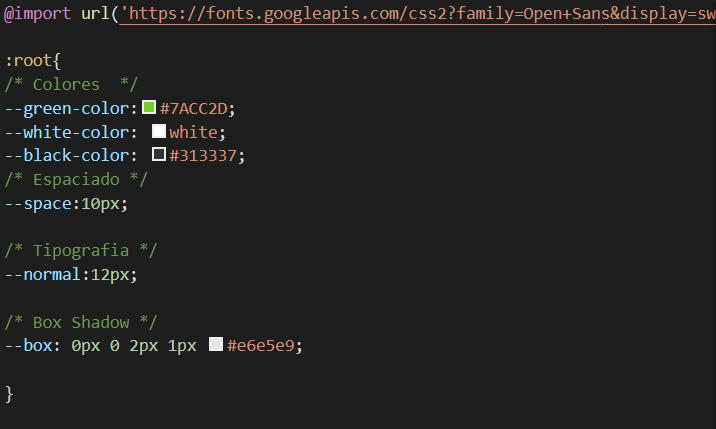 @import url('https://fonts.googleapis.com/css2?family=Open+Sans&display=sw
:root{
/* Colores  */
--green-color:#7ACC2D;
--white-color: white;
--black-color: #313337;
/* Espaciado */
--space:10px;
/* Tipografia */
--normal:12px;
/* Box Shadow */
--box: 0px 0 2px 1px #e6e5e9;
}